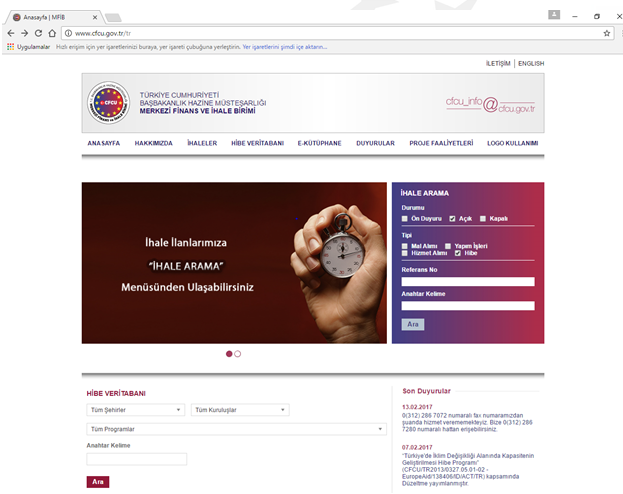 Anasayfa | MFİB
www.cfcu.gov.tr/tr
Uygulamalar Hızlı erişim için yer işaretlerinizi buraya, yer işareti çubuğuna yerleştirin. Yer işaretlerini şimdi içe aktarın...
İLETİŞİM ENGLISH
CFCU
TÜRKİYE CUMHURİYETİ
BAŞBAKANLIK HAZİNE MÜSTEŞARLIĞI
MERKEZİ FİNANS VE İHALE BİRİMİ
cfcu_info@cfcu.gov.tr
ANASAYFA HAKKIMIZDA İHALELER HİBE VERİTABANI E-KÜTÜPHANE DUYURULAR PROJE FAALİYETLERİ LOGO KULLANIMI
İhale İlanlarımıza
"İHALE ARAMA"
Menüsünden Ulaşabilirsiniz
İHALE ARAMA
Durumu
Ön Duyuru Açık Kapalı
Tipi
Mal Alımı Yapım İşleri
Hizmet Alımı Hibe
Referans No
Anahtar Kelime
Ara
HİBE VERİTABANI
Tüm Şehirler Tüm Kuruluşlar
Tüm Programlar
Anahtar Kelime
Ara
Son Duyurular
13.02.2017
0(312) 286 7072 numaralı fax numaramızdan
şuanda hizmet verememekteyiz. Bize 0(312) 286
7280 numaralı hattan erişebilirsiniz.
07.02.2017
"Türkiye'de İklim Değişikliği Alanında Kapasitenin
Geliştirilmesi Hibe Programı"
(CFCU/TR2013/0327.05.01-02 -
EuropeAid/138406/ID/ACT/TR) kapsamında
Düzeltme yayımlanmıştır.